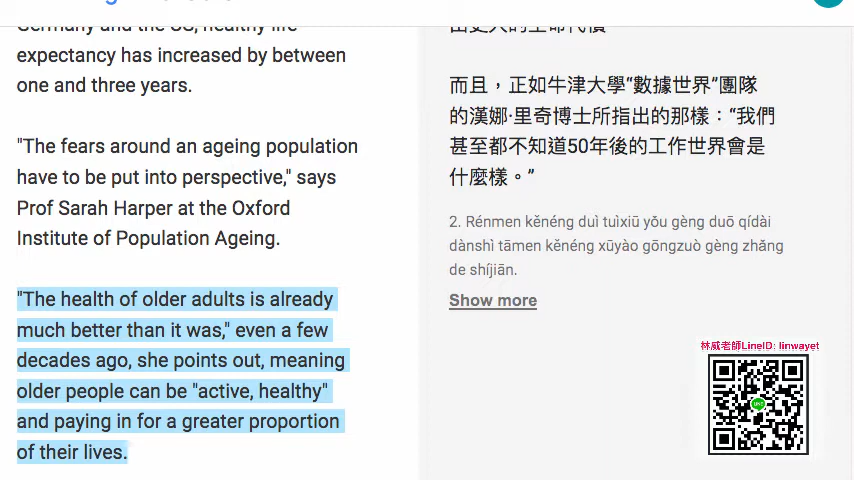 Germany and the US, healthy life
expectancy has increased by between
one and three years.
"The fears around an ageing population
have to be put into perspective," says
Prof Sarah Harper at the Oxford
Institute of Population Ageing.
"The health of older adults is already
much better than it was," even a few
decades ago, she points out, meaning
older people can be "active, healthy"
and paying in for a greater proportion
of their lives.
而且，正如牛津大學“數據世界”團隊
的漢娜·里奇博士所指出的那樣：“我們
甚至都不知道50年後的工作世界會是
什麼樣。”
2. Rénmen kěnéng duì tuìxiū yǒu gèng duō qídài
dànshì tāmen kěnéng xūyào gōngzuò gèng zhǎng
de shíjiān.
Show more
林威老師LineID: linwayet